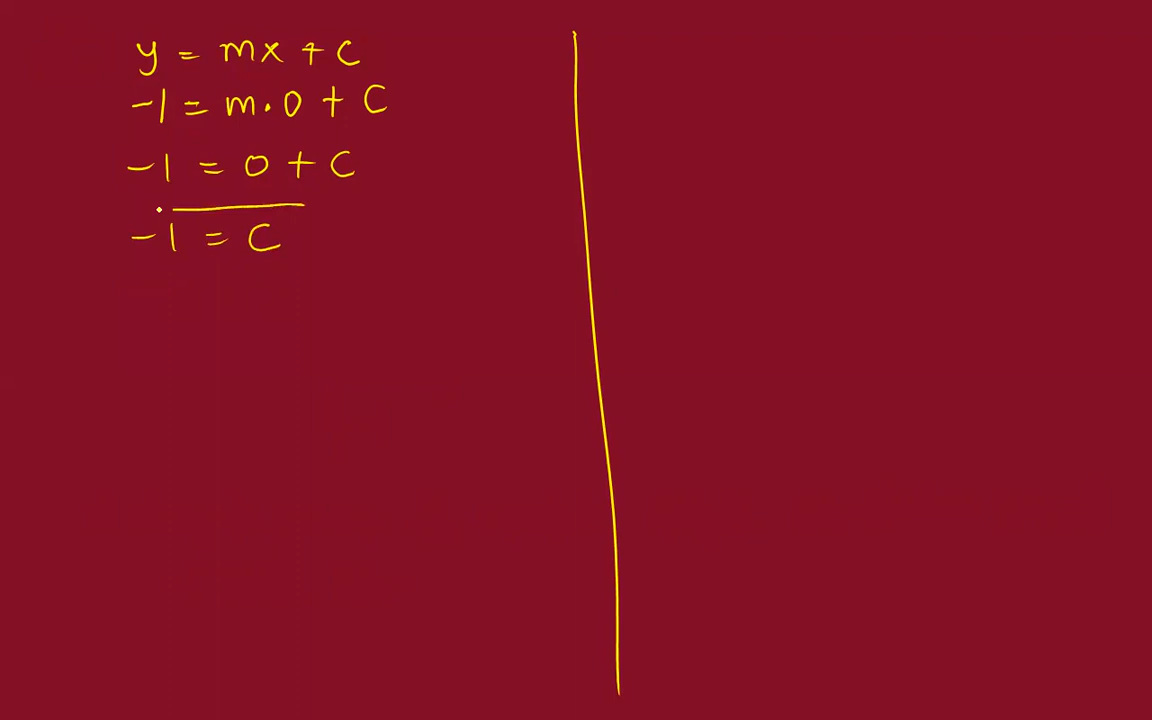 y = mx + c
-1 = m·0 + c
-1 = 0 + c
-1 = c